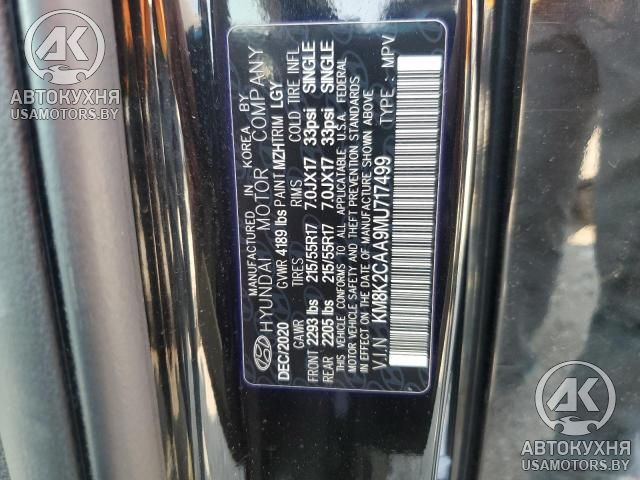 MANUFACTURED IN KOREA BY
HYUNDAI MOTOR COMPANY
DEC/2020 GVWR 4189 lbs PAINT MZH TRIM LGY
GAWR TIRES RIMS COLD TIRE INFL
FRONT 2293 lbs 215/55R17 7.0JX17 33psi SINGLE
REAR 2205 lbs 215/55R17 7.0JX17 33psi SINGLE
THIS VEHICLE CONFORMS TO ALL APPLICABLE U.S.A. FEDERAL
MOTOR VEHICLE SAFETY AND THEFT PREVENTION STANDARDS
IN EFFECT ON THE DATE OF MANUFACTURE SHOWN ABOVE.
V.I.N KM8K2CAA9MU717499 MPV
АК
АВТОКУХНЯ
USAMOTORS.BY
АК
АВТОКУХНЯ
USAMOTORS.BY